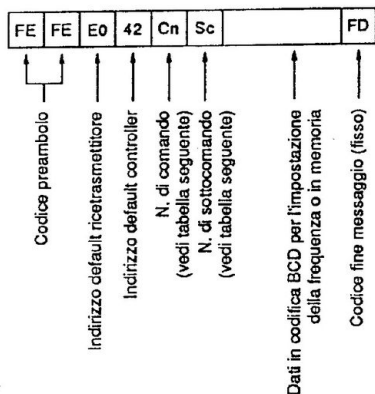 FE FE E0 42 Cn Sc FD
Codice preambolo
Indirizzo default ricetrasmettitore
Indirizzo default controller
N. di comando
(vedi tabella seguente)
N. di sottocomando
(vedi tabella seguente)
Dati in codifica BCD per l'impostazione
della frequenza o in memoria
Codice fine messaggio (fisso)